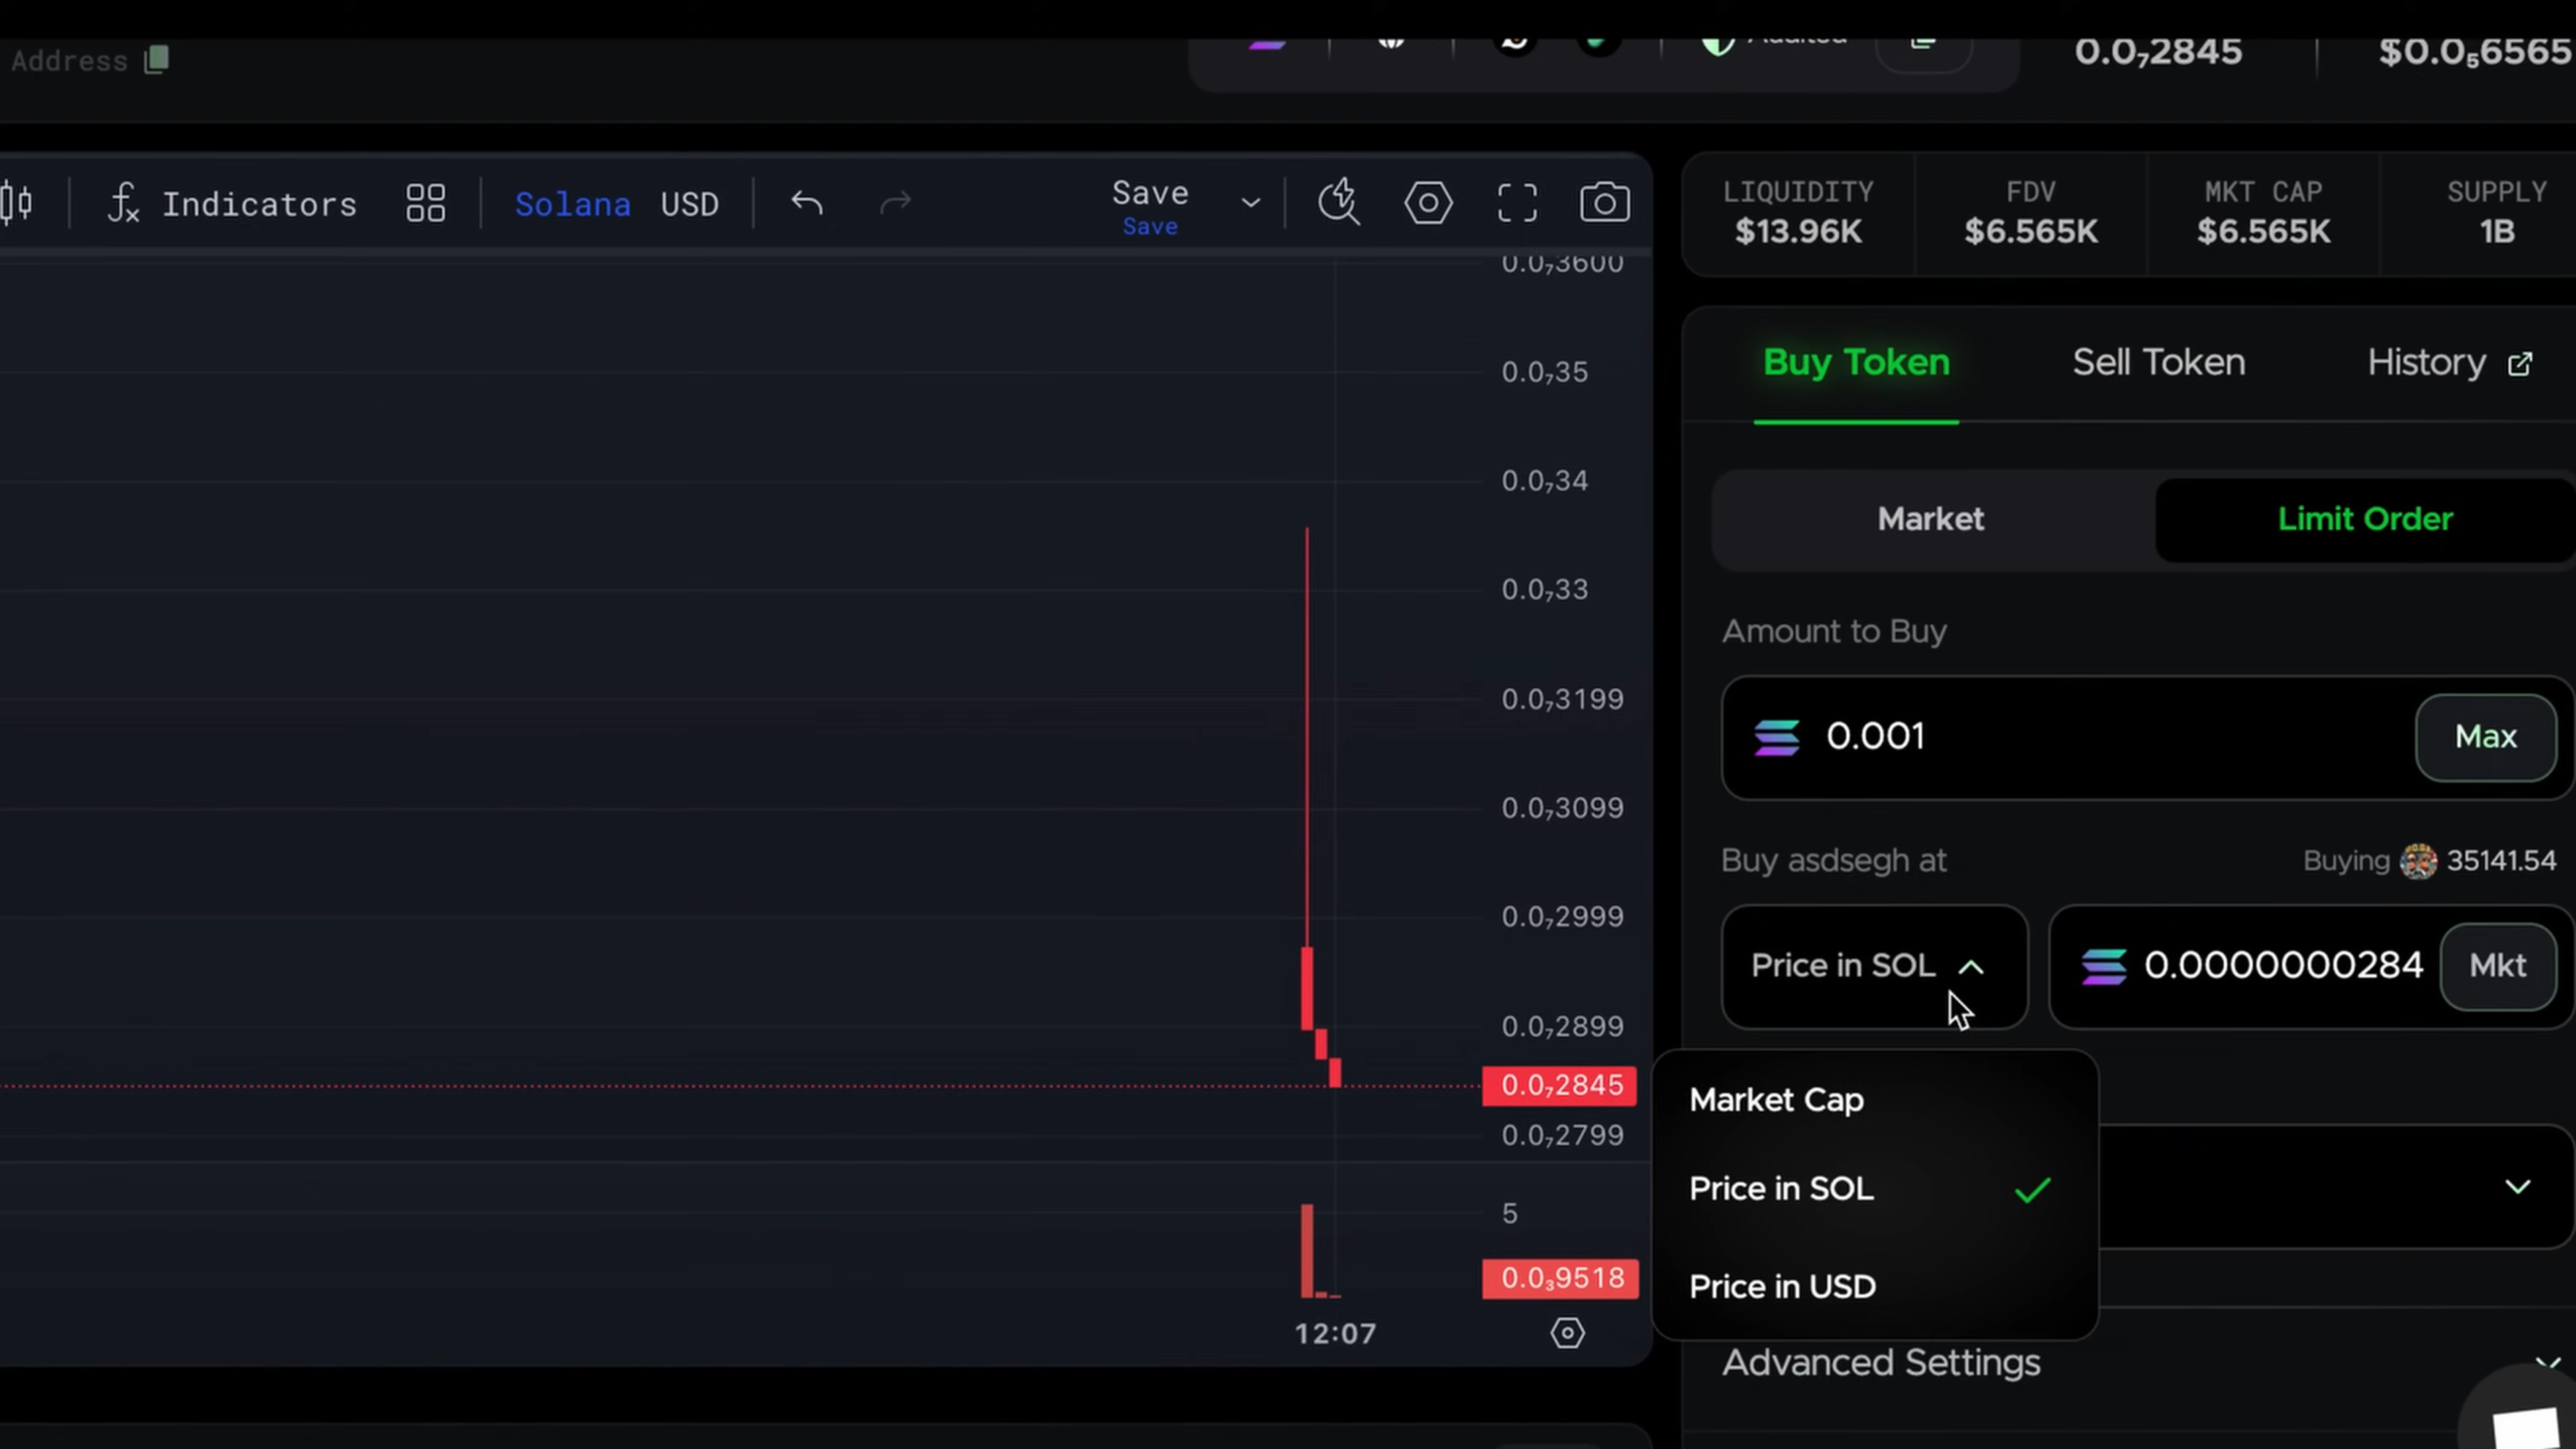 Address
Audited
0.0₇2845
$0.0₅6565
Indicators
Solana USD
Save
Save
LIQUIDITY
$13.96K
FDV
$6.565K
MKT CAP
$6.565K
SUPPLY
1B
0.0₇3600
0.0₇35
0.0₇34
0.0₇33
0.0₇3199
0.0₇3099
0.0₇2999
0.0₇2899
0.0₇2845
0.0₇2799
5
0.0₃9518
12:07
Buy Token
Sell Token
History
Market
Limit Order
Amount to Buy
0.001
Max
Buy asdsegh at
Buying 35141.54
Price in SOL
0.0000000284
Mkt
Market Cap
Price in SOL
Price in USD
Advanced Settings